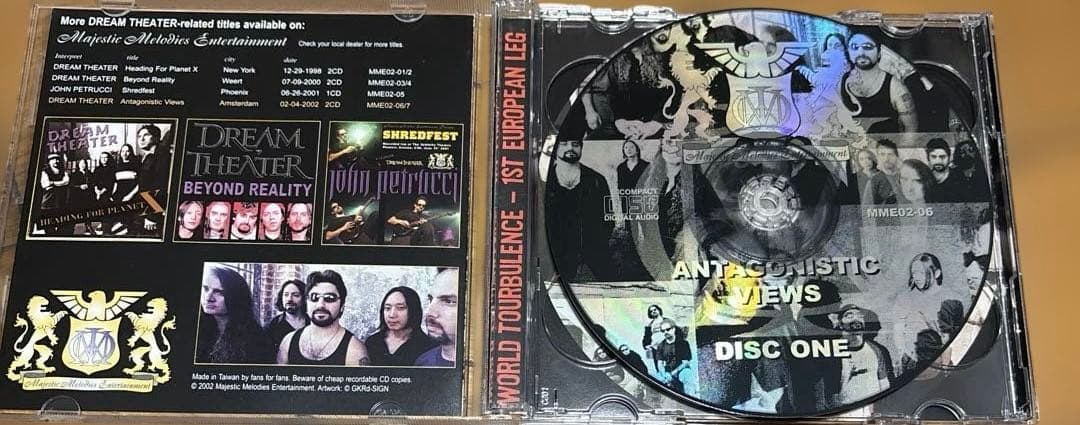 More DREAM THEATER-related titles available on:
Majestic Melodies Entertainment Check your local dealer for more titles.
Interpret title city date
DREAM THEATER Heading For Planet X New York 12-29-1998 2CD MME02-01/2
DREAM THEATER Beyond Reality Weert 07-09-2000 2CD MME02-03/4
JOHN PETRUCCI Shredfest Phoenix 06-26-2001 1CD MME02-05
DREAM THEATER Antagonistic Views Amsterdam 02-04-2002 2CD MME02-06/7
DREAM THEATER
HEADING FOR PLANET X
DREAM THEATER
BEYOND REALITY
SHREDFEST
DREAM THEATER
john petrucci
Majestic Melodies Entertainment
Made in Taiwan by fans for fans. Beware of cheap recordable CD copies.
© 2002 Majestic Melodies Entertainment. Artwork: © GKRd-SIGN
WORLD TOURBULENCE – 1ST EUROPEAN LEG
Majestic Melodies Entertainment
COMPACT
disc
DIGITAL AUDIO
MME02-06
ANTAGONISTIC
VIEWS
DISC ONE